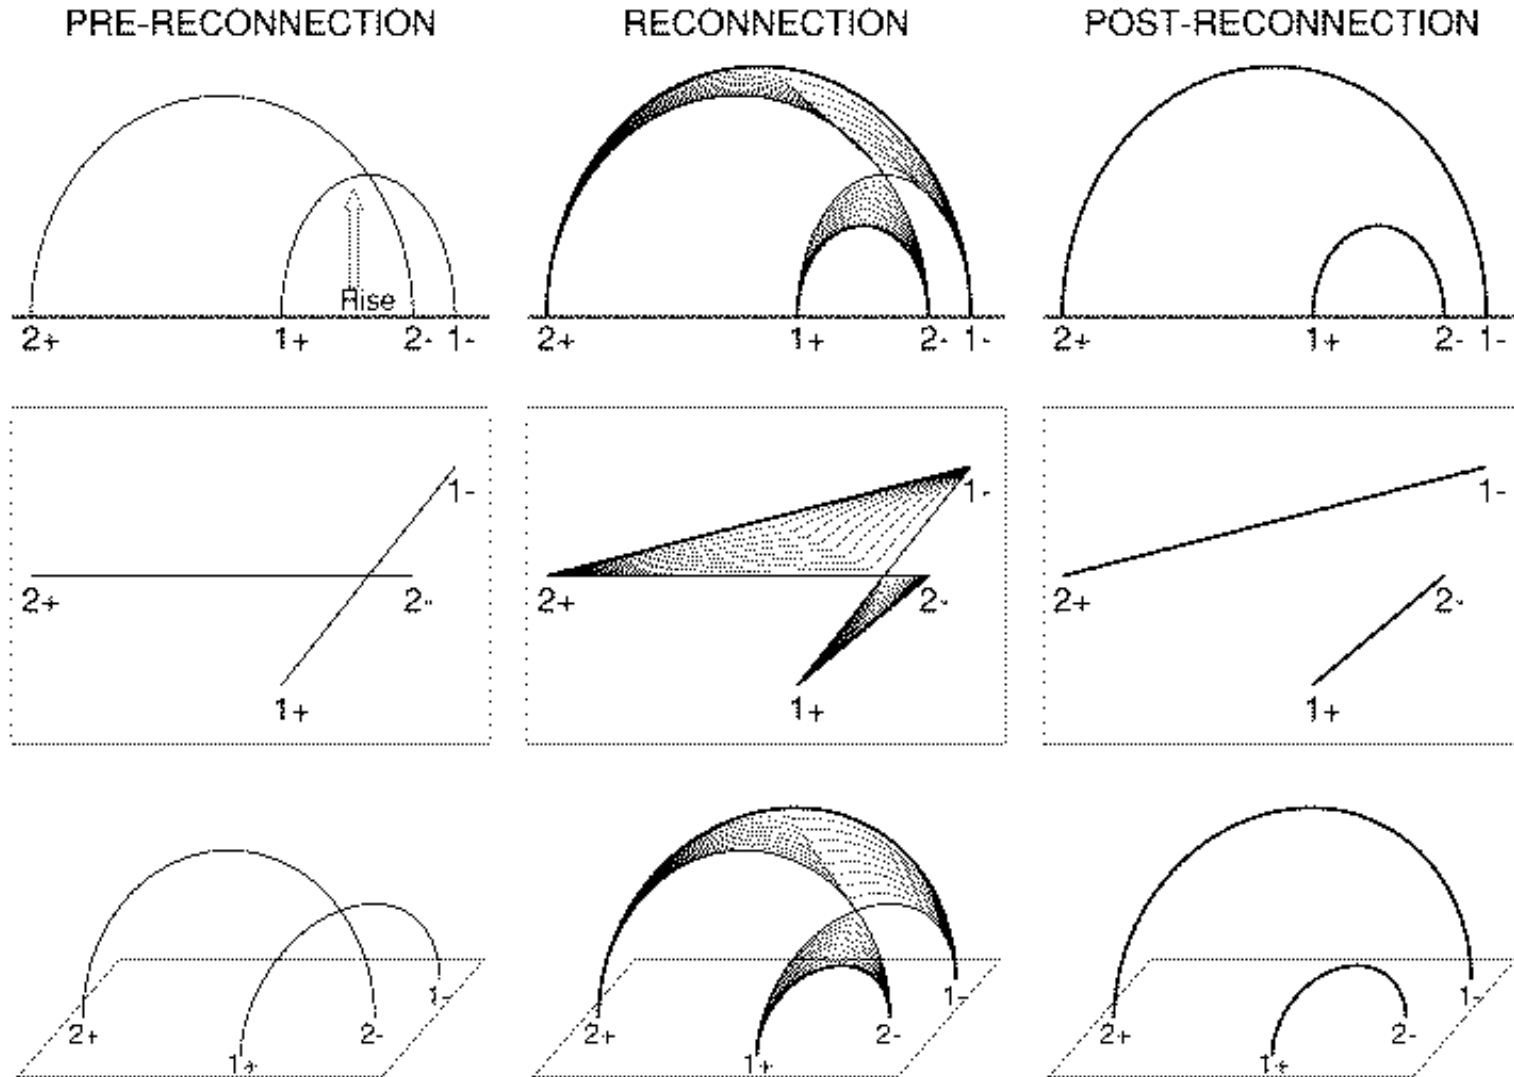 PRE-RECONNECTION RECONNECTION POST-RECONNECTION
Rise
2+ 1+ 2- 1- 2+ 1+ 2- 1- 2+ 1+ 2- 1-
1- 1- 1-
2+ 2- 2+ 2- 2+ 2-
1+ 1+ 1+
1- 1- 1-
2+ 2- 2+ 2- 2+ 2-
1+ 1+ 1+